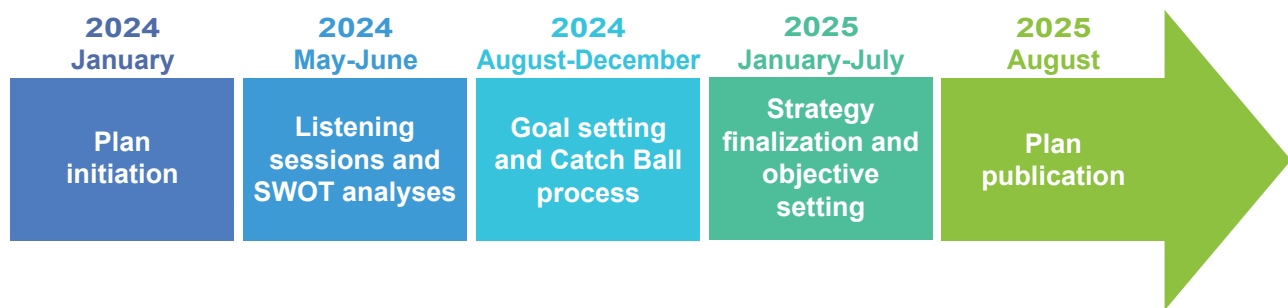 2024
January
Plan
initiation
2024
May-June
Listening
sessions and
SWOT analyses
2024
August-December
Goal setting
and Catch Ball
process
2025
January-July
Strategy
finalization and
objective
setting
2025
August
Plan
publication